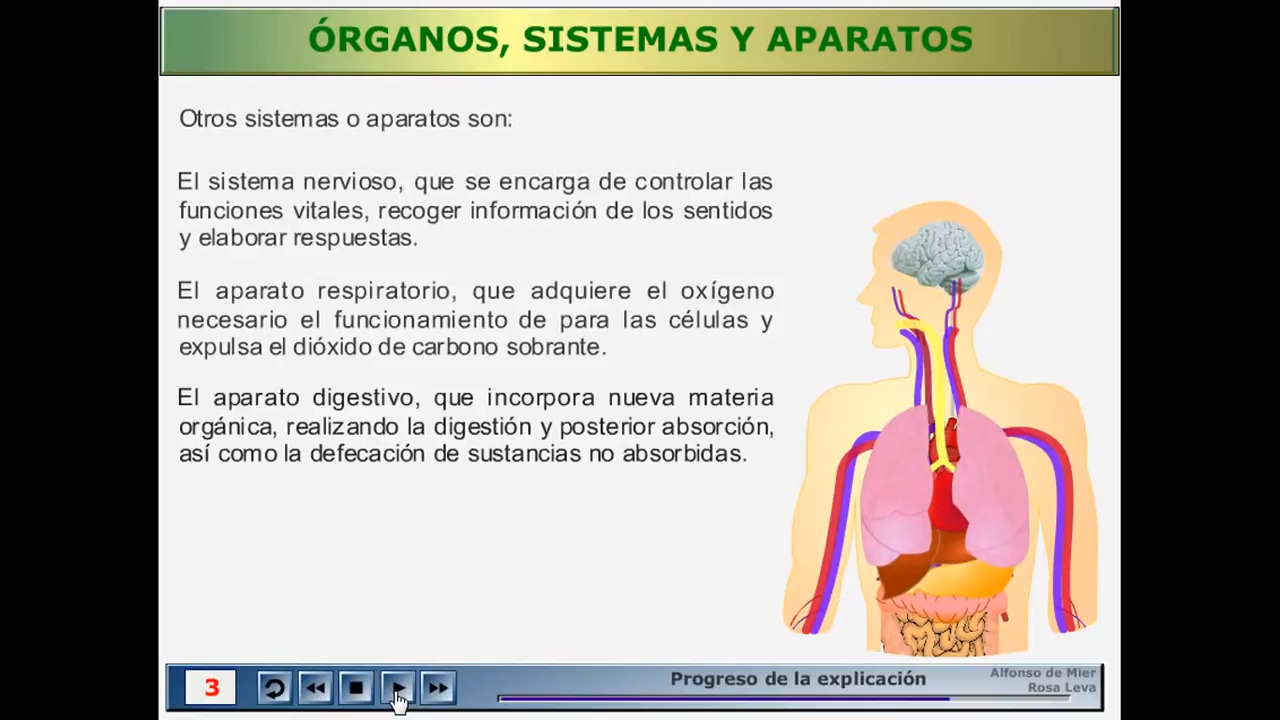 ÓRGANOS, SISTEMAS Y APARATOS
Otros sistemas o aparatos son:
El sistema nervioso, que se encarga de controlar las
funciones vitales, recoger información de los sentidos
y elaborar respuestas.
El aparato respiratorio, que adquiere el oxígeno
necesario el funcionamiento de para las células y
expulsa el dióxido de carbono sobrante.
El aparato digestivo, que incorpora nueva materia
orgánica, realizando la digestión y posterior absorción,
así como la defecación de sustancias no absorbidas.
3
Progreso de la explicación
Alfonso de Mier
Rosa Leva